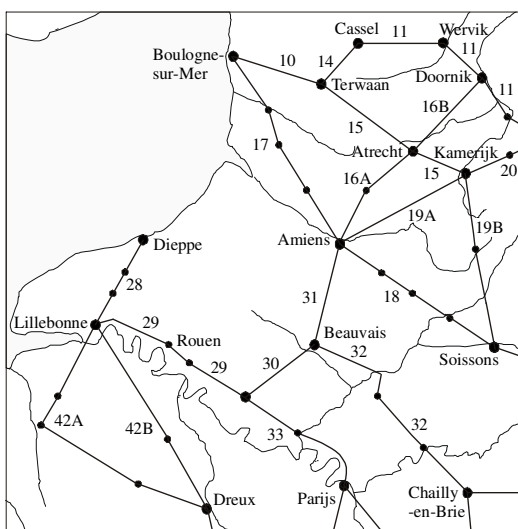 Cassel
11
Wervik
Boulogne-
sur-Mer
10
14
11
Doornik
Terwaan
11
16B
15
17
Atrecht
Kamerijk
15
20
16A
19A
Amiens
19B
Dieppe
28
31
18
Lillebonne
29
Rouen
Beauvais
32
Soissons
29
30
42A
42B
33
32
Dreux
Parijs
Chailly
-en-Brie